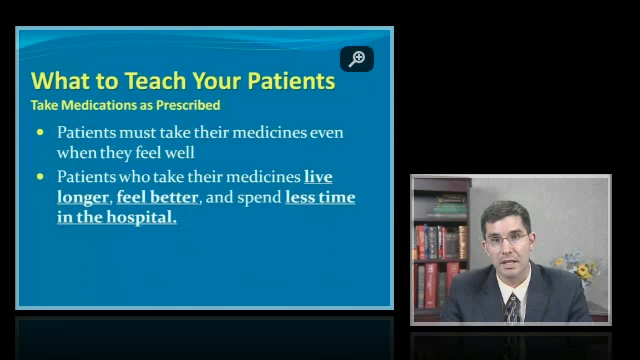 What to Teach Your Patients
Take Medications as Prescribed
• Patients must take their medicines even
when they feel well
• Patients who take their medicines live
longer, feel better, and spend less time
in the hospital.